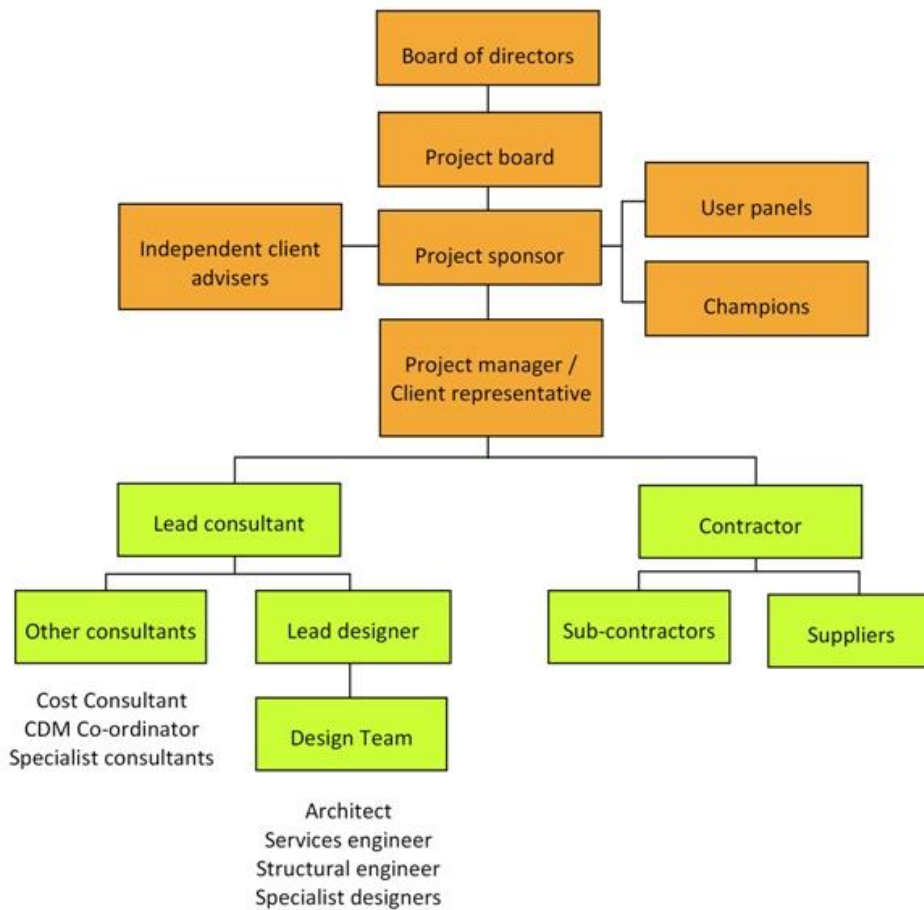 Board of directors
Project board
User panels
Independent client
advisers
Project sponsor
Champions
Project manager /
Client representative
Lead consultant
Contractor
Other consultants
Lead designer
Sub-contractors
Suppliers
Cost Consultant
CDM Co-ordinator
Specialist consultants
Design Team
Architect
Services engineer
Structural engineer
Specialist designers